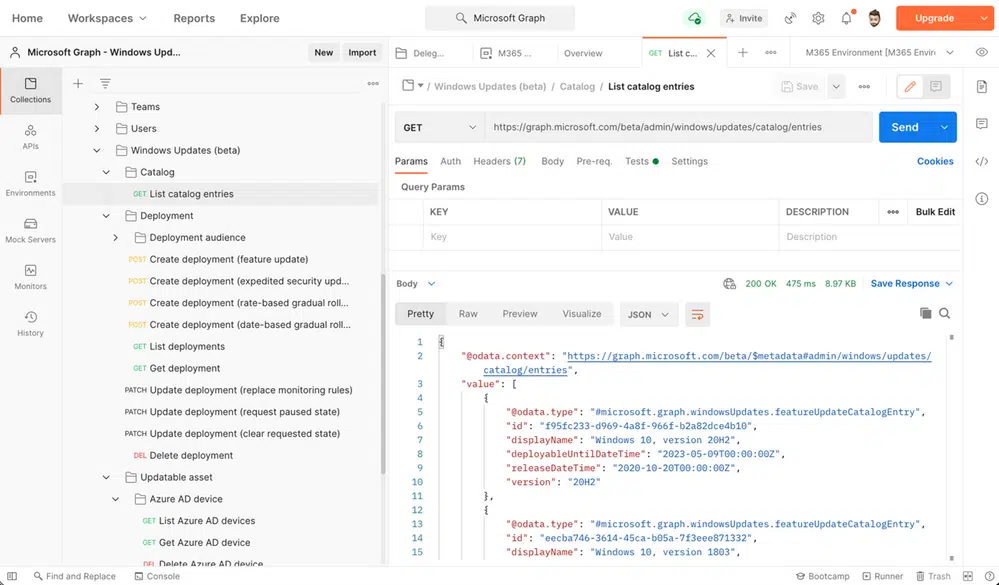 Home Workspaces Reports Explore Microsoft Graph Invite Upgrade
Microsoft Graph - Windows Upd... New Import
Deleg... M365 ... Overview GET List c... M365 Environment [M365 Envir
Collections
APIs
Environments
Mock Servers
Monitors
History
Teams
Users
Windows Updates (beta)
Catalog
GET List catalog entries
Deployment
Deployment audience
POST Create deployment (feature update)
POST Create deployment (expedited security upd...
POST Create deployment (rate-based gradual roll...
POST Create deployment (date-based gradual roll...
GET List deployments
GET Get deployment
PATCH Update deployment (replace monitoring rules)
PATCH Update deployment (request paused state)
PATCH Update deployment (clear requested state)
DEL Delete deployment
Updatable asset
Azure AD device
GET List Azure AD devices
GET Get Azure AD device
DEL Delete Azure AD device
/ Windows Updates (beta) / Catalog / List catalog entries Save
GET https://graph.microsoft.com/beta/admin/windows/updates/catalog/entries Send
Params Auth Headers (7) Body Pre-req. Tests Settings Cookies
Query Params
KEY VALUE DESCRIPTION Bulk Edit
Key Value Description
Body 200 OK 475 ms 8.97 KB Save Response
Pretty Raw Preview Visualize JSON
1 {
2 "@odata.context": "https://graph.microsoft.com/beta/$metadata#admin/windows/updates/
catalog/entries",
3 "value": [
4 {
5 "@odata.type": "#microsoft.graph.windowsUpdates.featureUpdateCatalogEntry",
6 "id": "f95fc233-d969-4a8f-966f-b2a82dce4b10",
7 "displayName": "Windows 10, version 20H2",
8 "deployableUntilDateTime": "2023-05-09T00:00:00Z",
9 "releaseDateTime": "2020-10-20T00:00:00Z",
10 "version": "20H2"
11 },
12 {
13 "@odata.type": "#microsoft.graph.windowsUpdates.featureUpdateCatalogEntry",
14 "id": "eecba746-3614-45ca-b05a-7f3eee871332",
15 "displayName": "Windows 10, version 1803",
Find and Replace Console Bootcamp Runner Trash